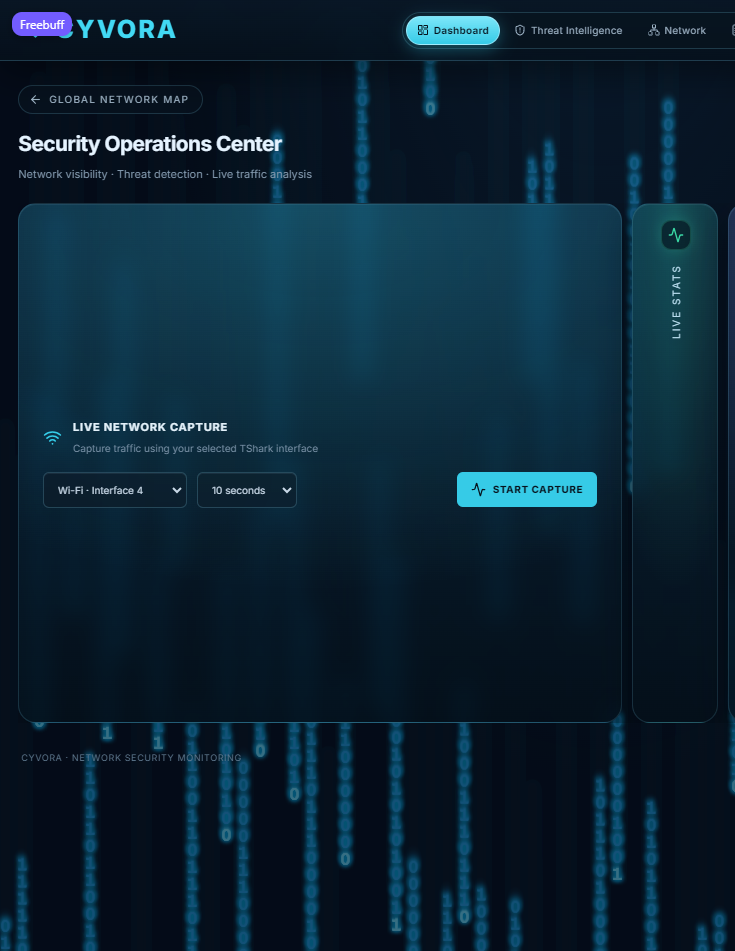 Freebuff
CYVORA
Dashboard
Threat Intelligence
Network
GLOBAL NETWORK MAP
Security Operations Center
Network visibility · Threat detection · Live traffic analysis
LIVE STATS
LIVE NETWORK CAPTURE
Capture traffic using your selected TShark interface
Wi-Fi · Interface 4
10 seconds
START CAPTURE
CYVORA · NETWORK SECURITY MONITORING